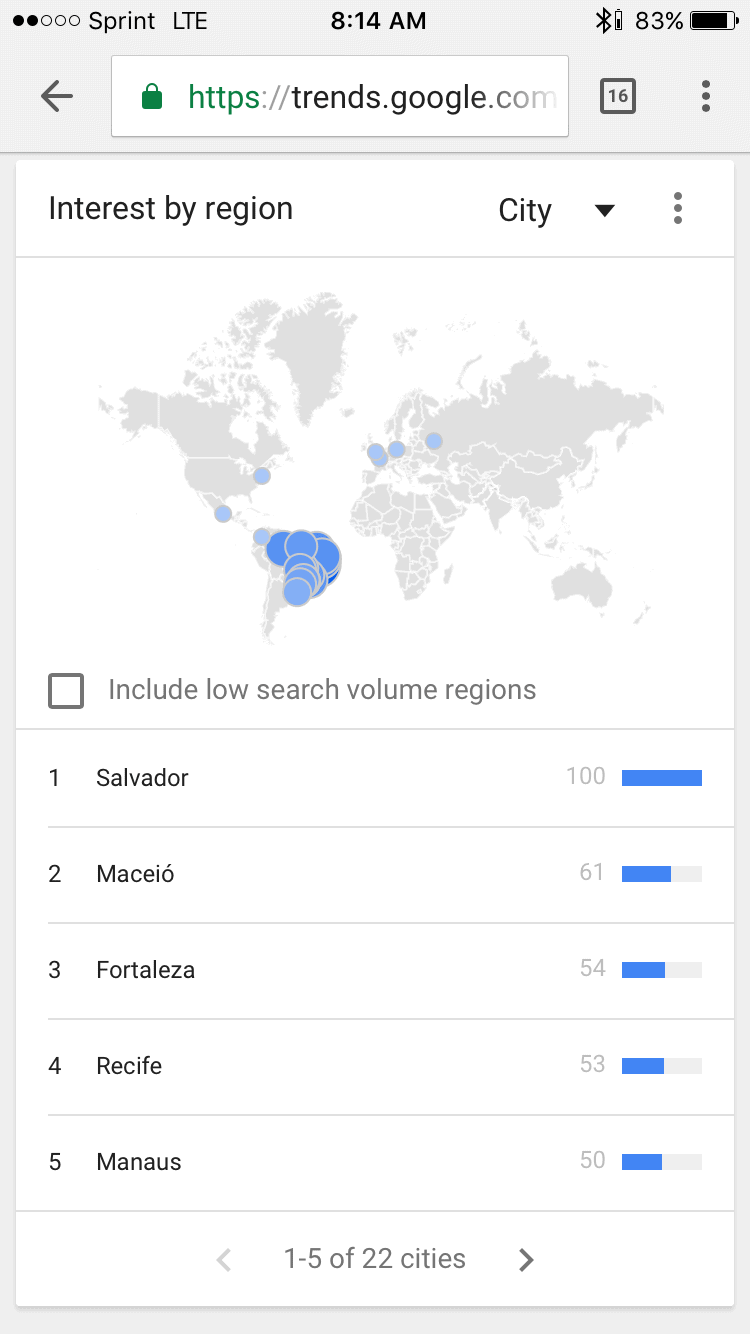 Sprint LTE 8:14 AM 83%
https://trends.google.com 16
Interest by region City
Include low search volume regions
1 Salvador 100
2 Maceió 61
3 Fortaleza 54
4 Recife 53
5 Manaus 50
1-5 of 22 cities